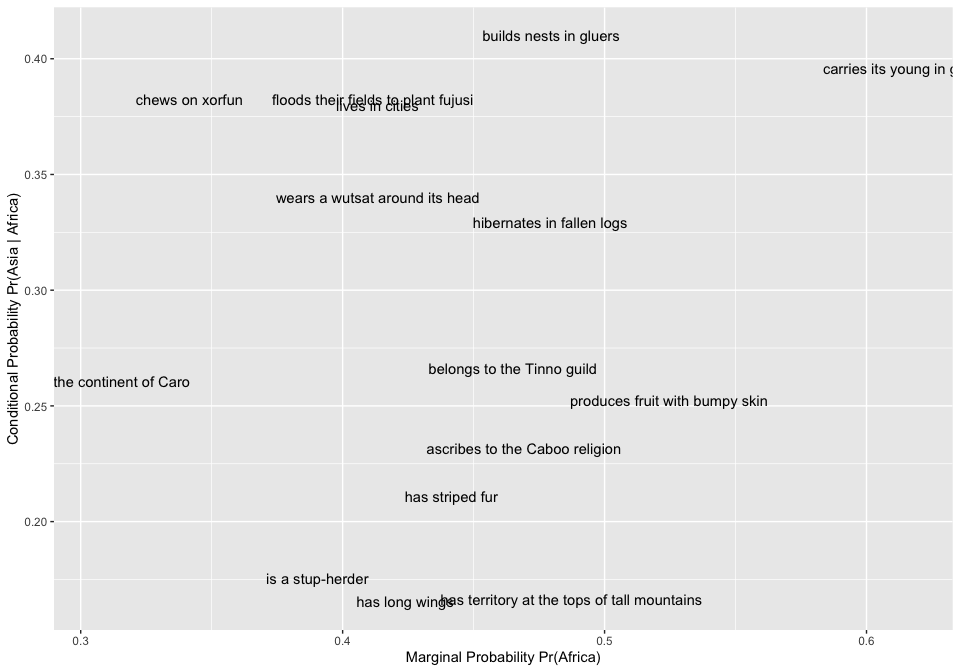 builds nests in gluers
0.40
carries its young in
chews on xorfun
floods their fields to plant fujusi
lives in cities
0.35
wears a wutsat around its head
hibernates in fallen logs
0.30
belongs to the Tinno guild
the continent of Caro
0.25
produces fruit with bumpy skin
ascribes to the Caboo religion
has striped fur
0.20
is a stup-herder
has long wings
has territory at the tops of tall mountains
0.3 0.4 0.5 0.6
Marginal Probability Pr(Africa)
Conditional Probability Pr(Asia | Africa)